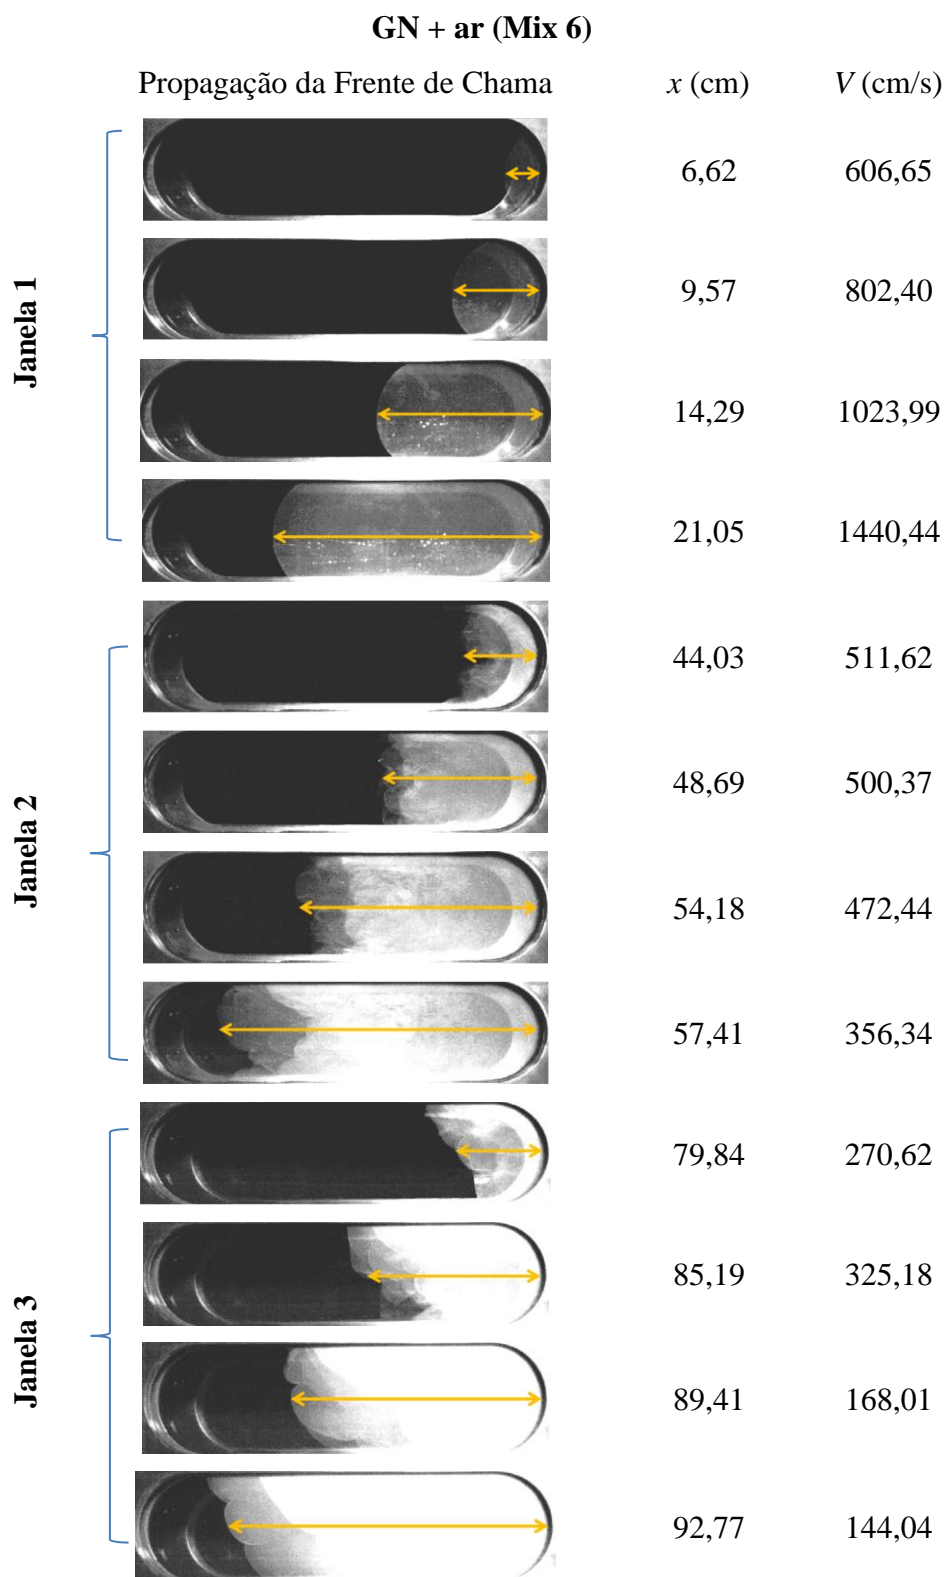 GN + ar (Mix 6)
Propagação da Frente de Chama x (cm) V (cm/s)
Janela 1
6,62 606,65
9,57 802,40
14,29 1023,99
21,05 1440,44
Janela 2
44,03 511,62
48,69 500,37
54,18 472,44
57,41 356,34
Janela 3
79,84 270,62
85,19 325,18
89,41 168,01
92,77 144,04